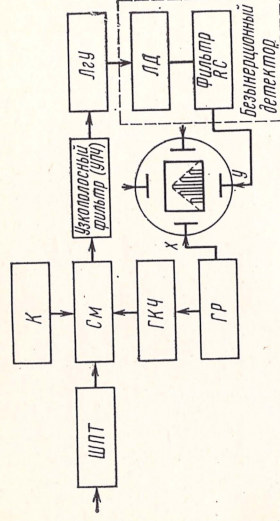 ШПТ
К
СМ
ГКЧ
ГР
Узкополосный
фильтр (УПЧ)
ЛгУ
ЛД
Фильтр
RC
Безынерционный
детектор
X
У